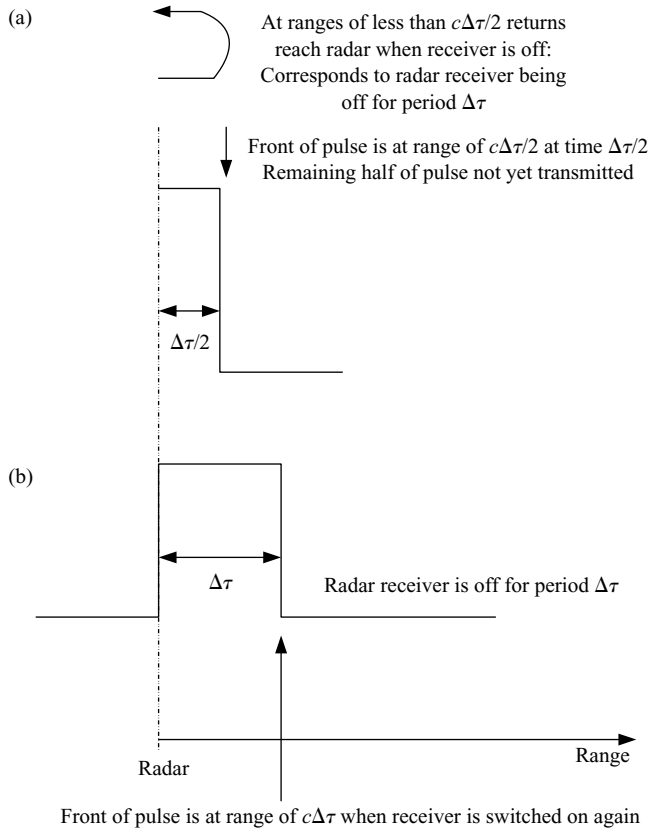 (a)
At ranges of less than cΔτ/2 returns
reach radar when receiver is off:
Corresponds to radar receiver being
off for period Δτ
Front of pulse is at range of cΔτ/2 at time Δτ/2
Remaining half of pulse not yet transmitted
Δτ/2
(b)
Δτ
Radar receiver is off for period Δτ
Radar
Range
Front of pulse is at range of cΔτ when receiver is switched on again